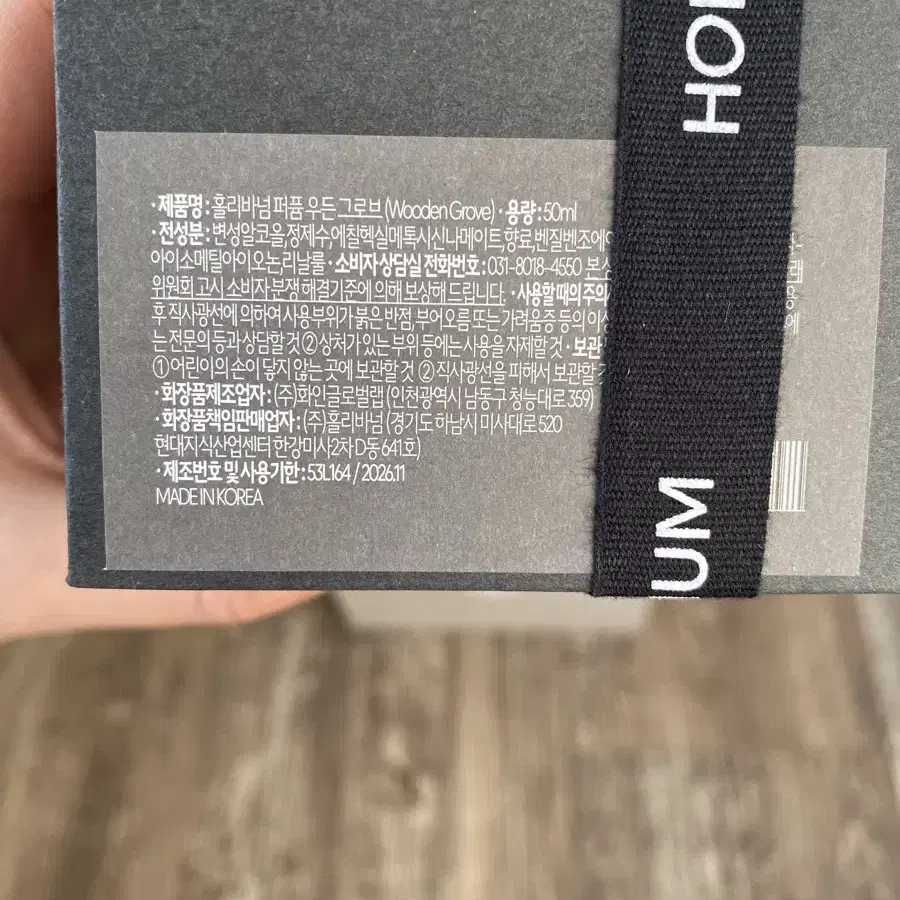 ·제품명:홀리바넘 퍼퓸 우든 그로브 (Wooden Grove) ·용량:50ml
·전성분:변성알코올,정제수,에칠헥실메톡시신나메이트,향료,벤질벤조에이
아이소메틸아이오논,리날룰 ·소비자상담실 전화번호:031-8018-4550 본
위원회 고시 소비자 분쟁 해결기준에 의해 보상해 드립니다. ·사용할 때의 주의
후 직사광선에 의하여 사용부위가 붉은 반점, 부어오름 또는 가려움증 등의 이상
는 전문의 등과 상담할 것 ② 상처가 있는 부위 등에는 사용을 자제할 것 ·보관
① 어린이의 손이 닿지 않는 곳에 보관할 것 ② 직사광선을 피해서 보관할
·화장품제조업자:(주)화인글로벌랩 (인천광역시 남동구 청능대로 359)
·화장품책임판매업자:(주)홀리바넘 (경기도 하남시 미사대로 520
현대지식산업센터 한강미사2차 D동 641호)
·제조번호 및 사용기한:53L164 / 2026.11
MADE IN KOREA
HO
UM